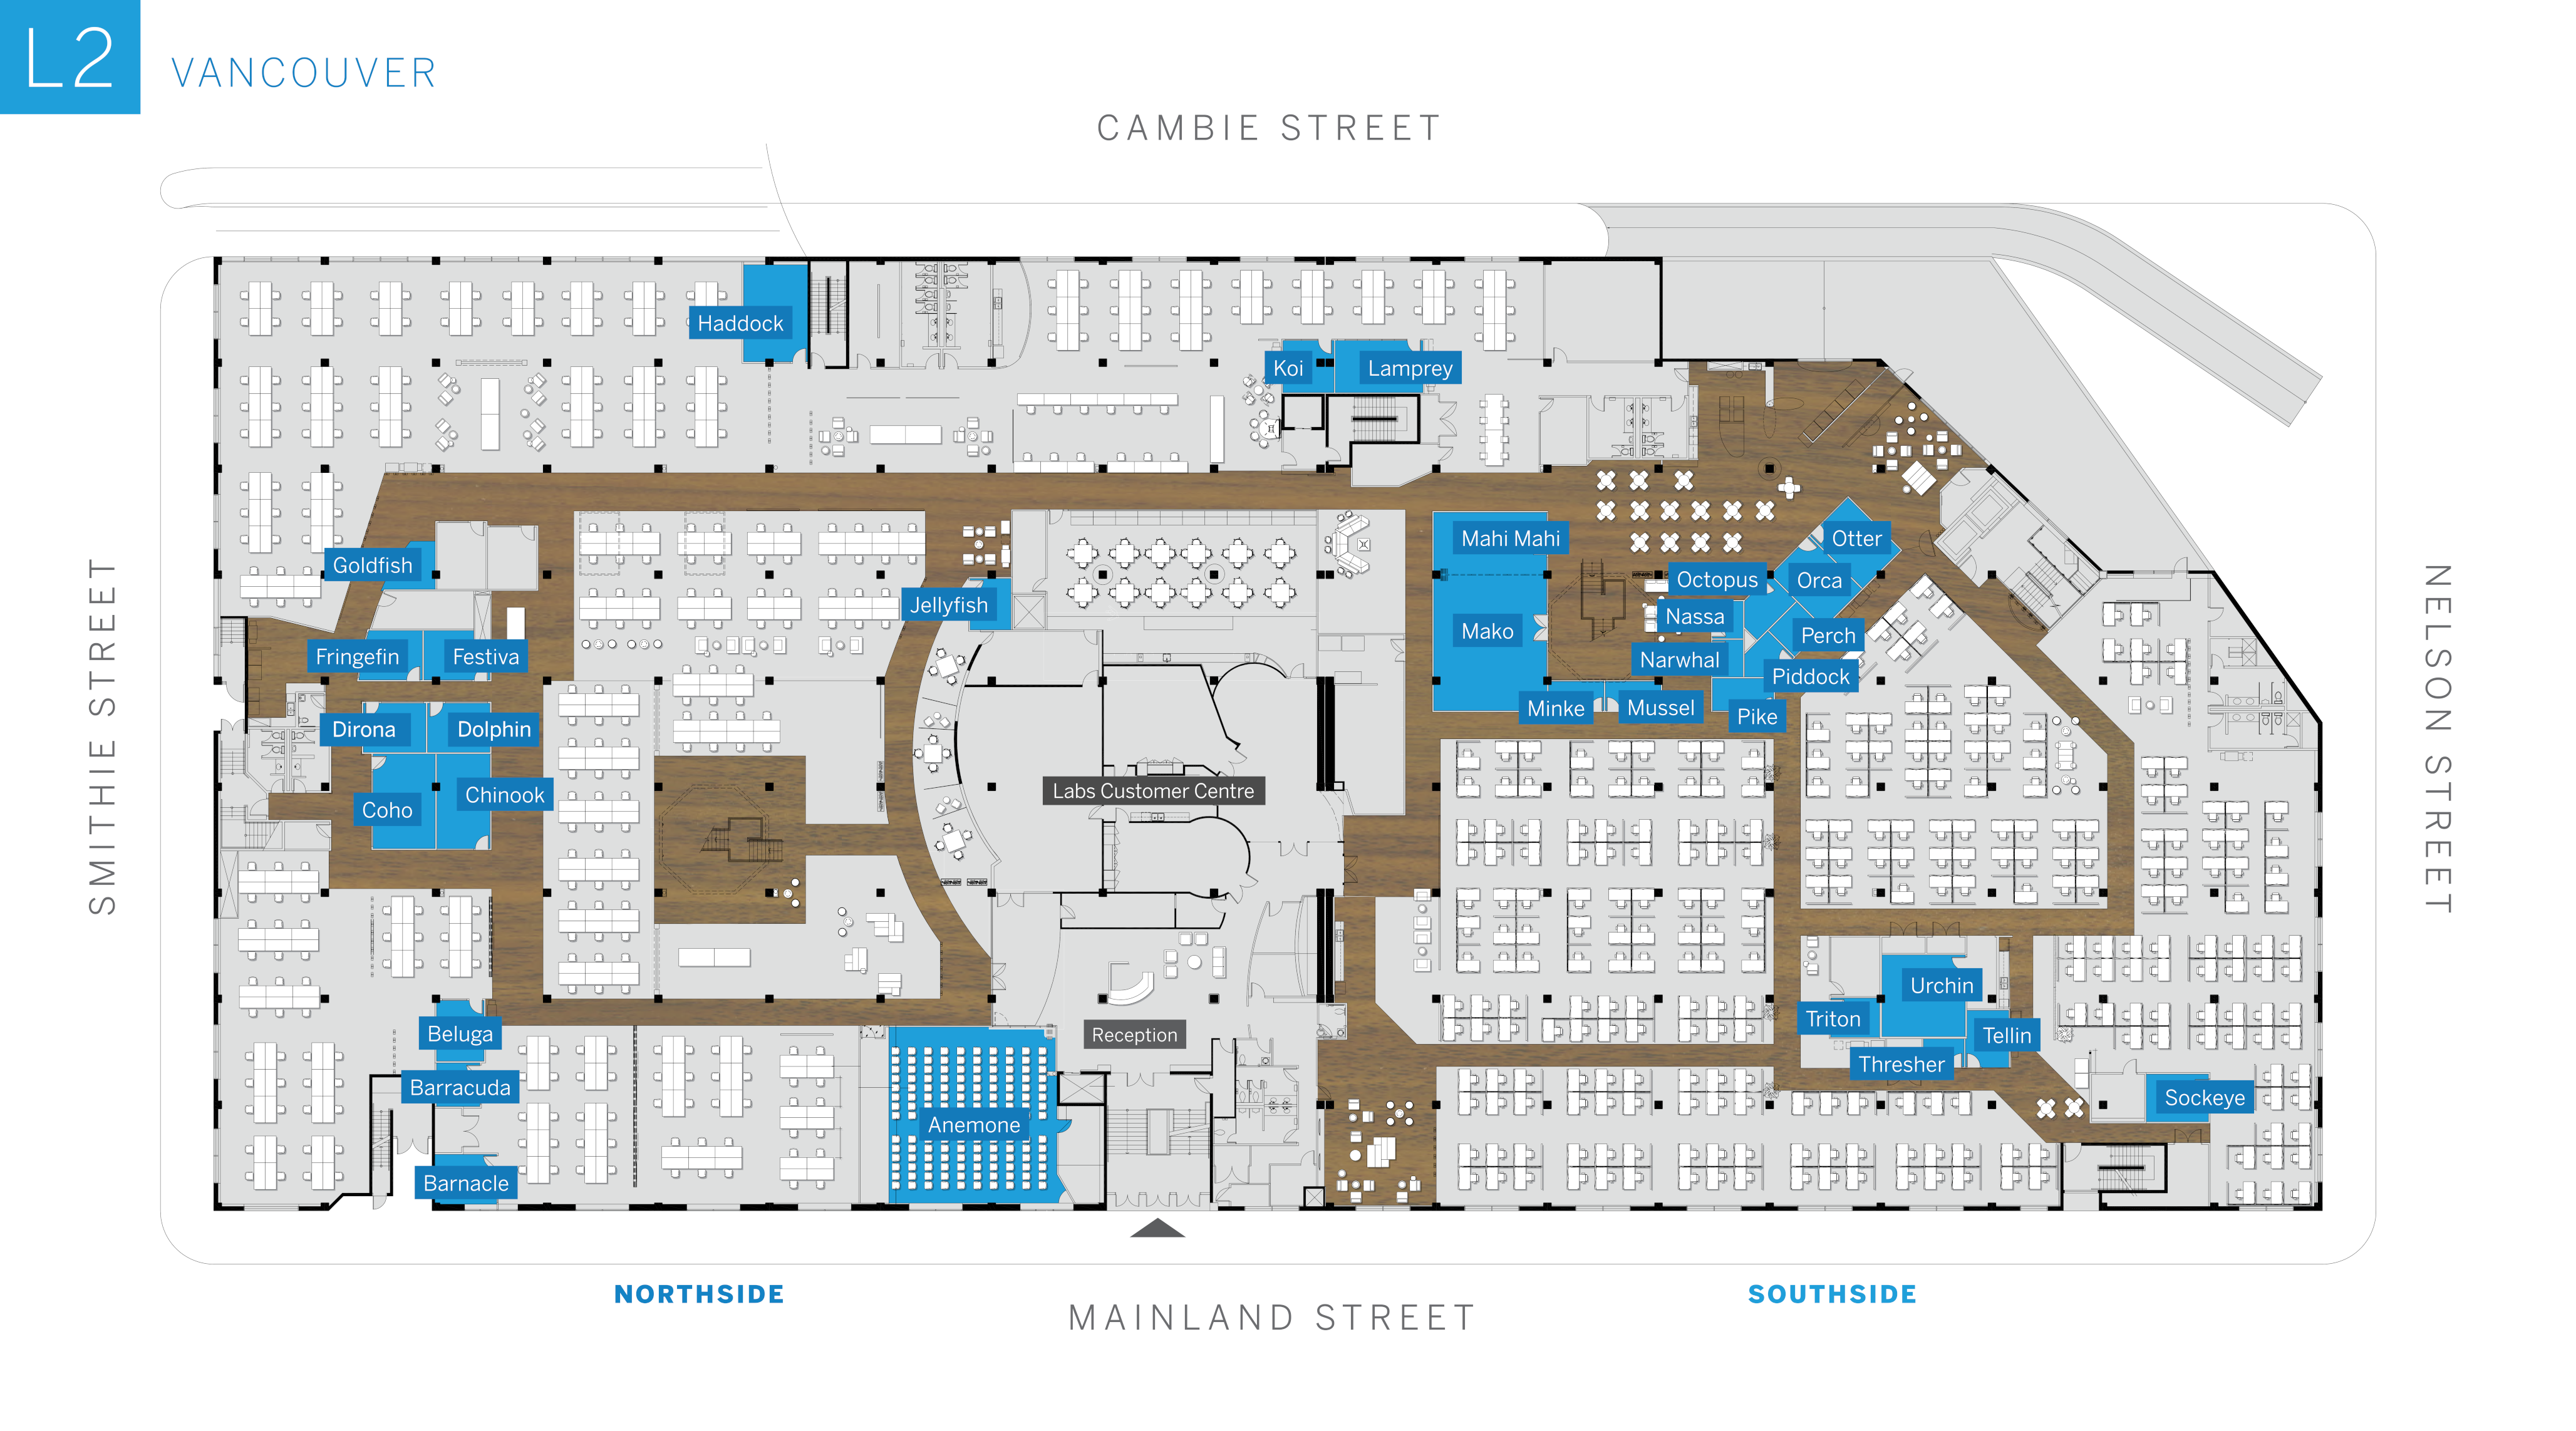 L2
VANCOUVER
CAMBIE STREET
Haddock
Koi
Lamprey
Mahi Mahi
Otter
Goldfish
Octopus
Orca
Jellyfish
Nassa
Mako
Perch
Fringefin
Festiva
Narwhal
Piddock
Minke
Mussel
Pike
Dirona
Dolphin
SMITHIE STREET
NELSON STREET
Labs Customer Centre
Chinook
Coho
Urchin
Triton
Beluga
Reception
Tellin
Thresher
Barracuda
Sockeye
Anemone
Barnacle
NORTHSIDE
SOUTHSIDE
MAINLAND STREET